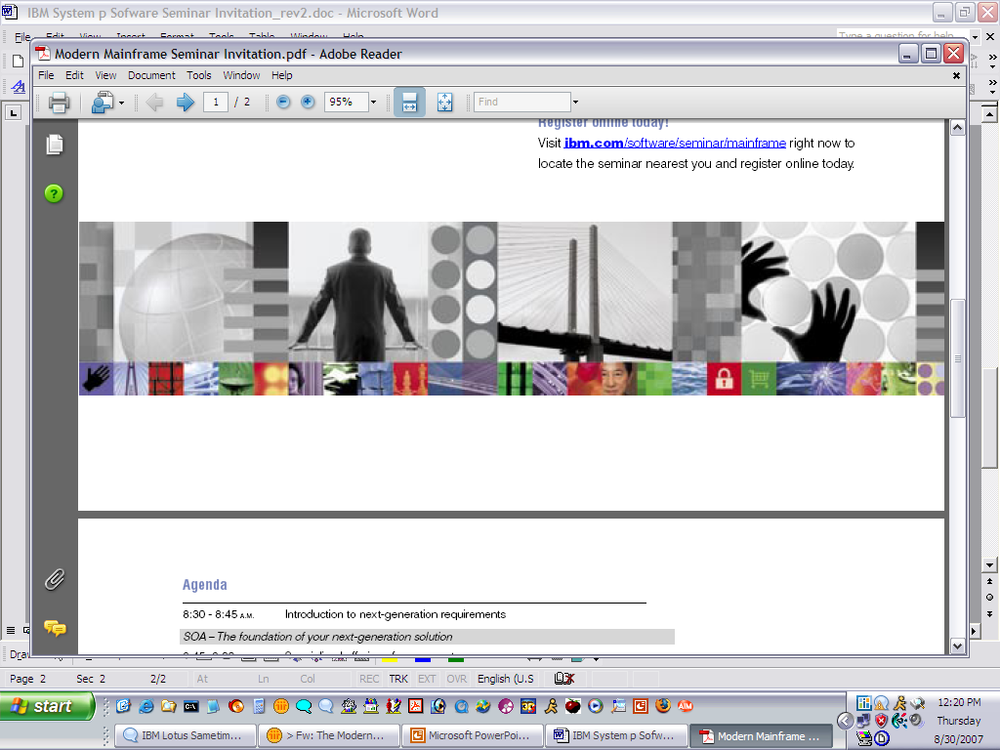 IBM System p Sofware Seminar Invitation_rev2.doc - Microsoft Word
File Edit View Insert Format Tools Table Window Help
Type a question for help
Modern Mainframe Seminar Invitation.pdf - Adobe Reader
File Edit View Document Tools Window Help
1 / 2 95% Find
Register online today!
Visit ibm.com/software/seminar/mainframe right now to
locate the seminar nearest you and register online today.
Agenda
8:30 - 8:45 A.M. Introduction to next-generation requirements
SOA – The foundation of your next-generation solution
Page 2 Sec 2 2/2 At Ln Col REC TRK EXT OVR English (U.S
start
12:20 PM
Thursday
8/30/2007
IBM Lotus Sametim... > Fw: The Modern... Microsoft PowerPoi... IBM System p Sofw... Modern Mainframe ...